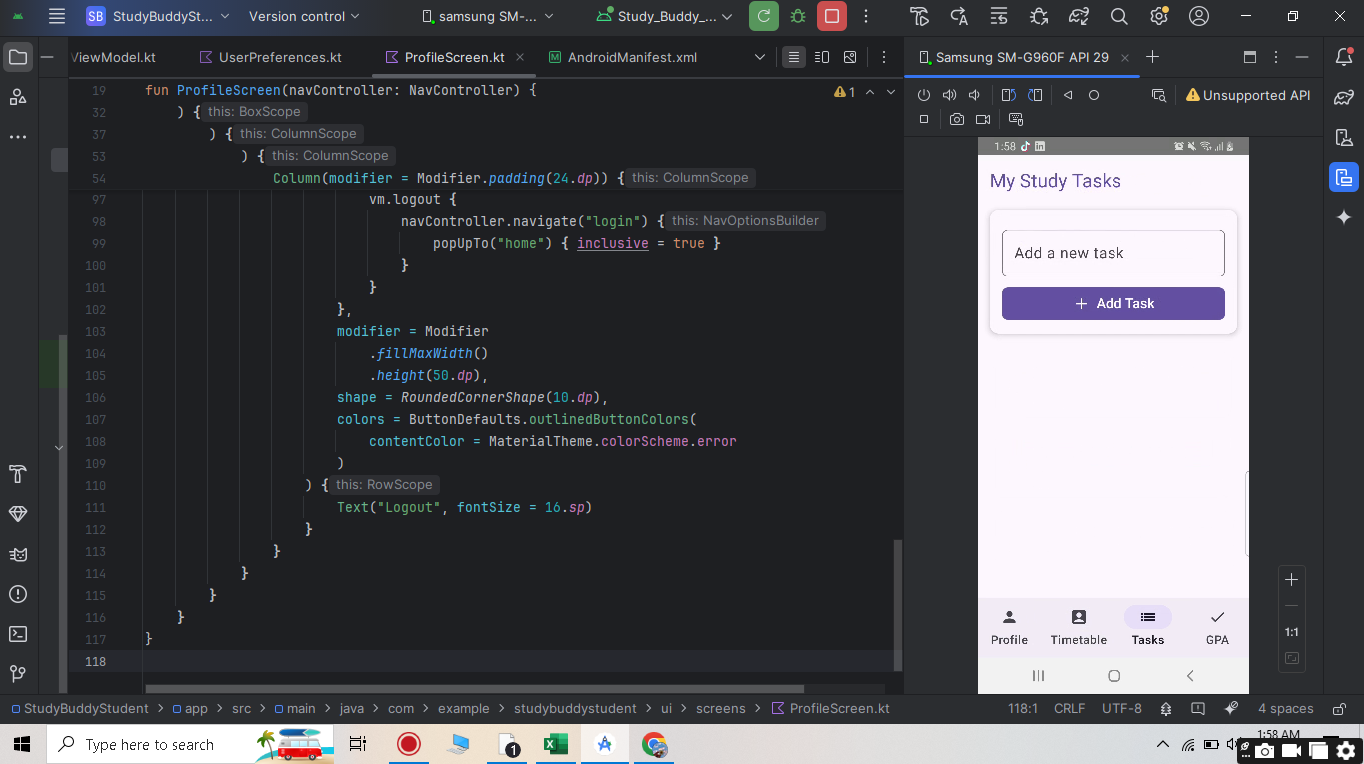 SB StudyBuddySt... Version control samsung SM-... Study_Buddy_...
ViewModel.kt UserPreferences.kt ProfileScreen.kt AndroidManifest.xml
Samsung SM-G960F API 29
19 fun ProfileScreen(navController: NavController) { 1
32 ) { this: BoxScope
37 ) { this: ColumnScope
53 ) { this: ColumnScope
54 Column(modifier = Modifier.padding(24.dp)) { this: ColumnScope
97 vm.logout {
98 navController.navigate("login") { this: NavOptionsBuilder
99 popUpTo("home") { inclusive = true }
100 }
101 }
102 },
103 modifier = Modifier
104 .fillMaxWidth()
105 .height(50.dp),
106 shape = RoundedCornerShape(10.dp),
107 colors = ButtonDefaults.outlinedButtonColors(
108 contentColor = MaterialTheme.colorScheme.error
109 )
110 ) { this: RowScope
111 Text("Logout", fontSize = 16.sp)
112 }
113 }
114 }
115 }
116 }
117 }
118
Unsupported API
1:58
My Study Tasks
Add a new task
+ Add Task
Profile Timetable Tasks GPA
1:1
StudyBuddyStudent > app > src > main > java > com > example > studybuddystudent > ui > screens > ProfileScreen.kt 118:1 CRLF UTF-8 4 spaces
Type here to search
1
1:58 AM